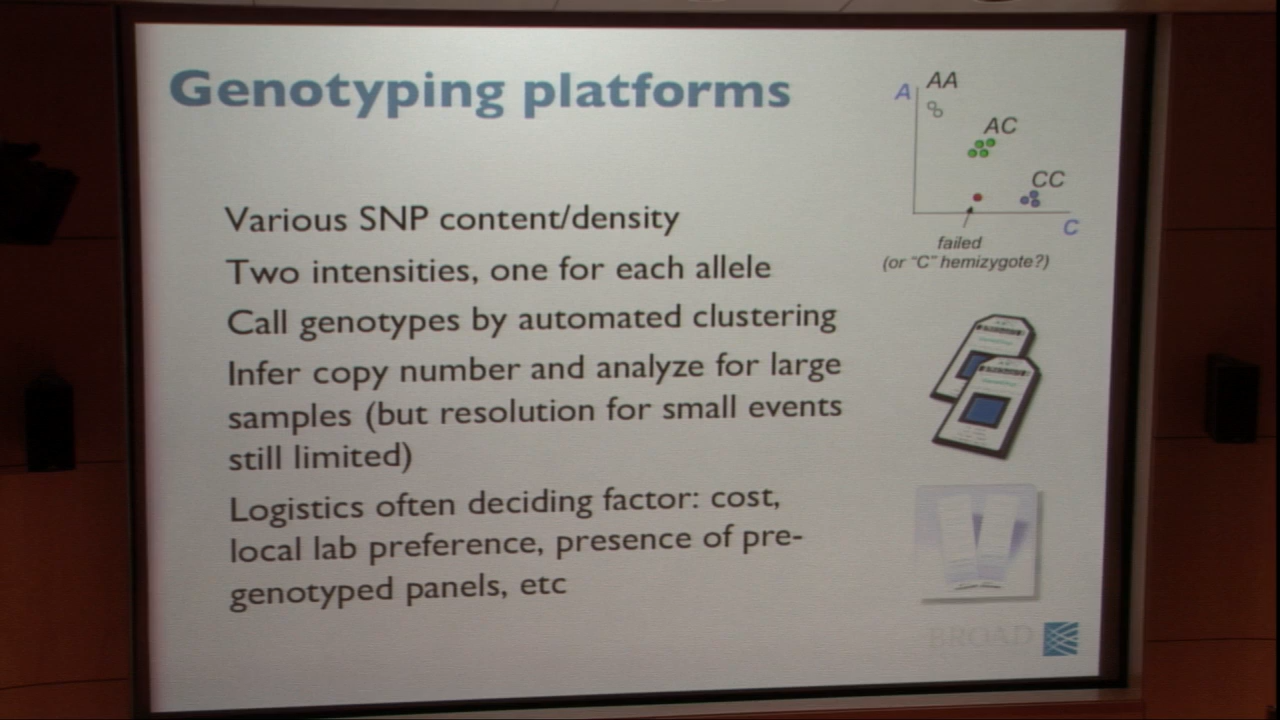 Genotyping platforms
Various SNP content/density
Two intensities, one for each allele
Call genotypes by automated clustering
Infer copy number and analyze for large
samples (but resolution for small events
still limited)
Logistics often deciding factor: cost,
local lab preference, presence of pre-
genotyped panels, etc
A
AA
AC
CC
C
failed
(or "C" hemizygote?)
BROAD